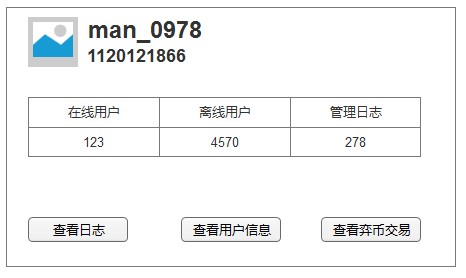 man_0978
1120121866
在线用户 离线用户 管理日志
123 4570 278
查看日志 查看用户信息 查看弈币交易